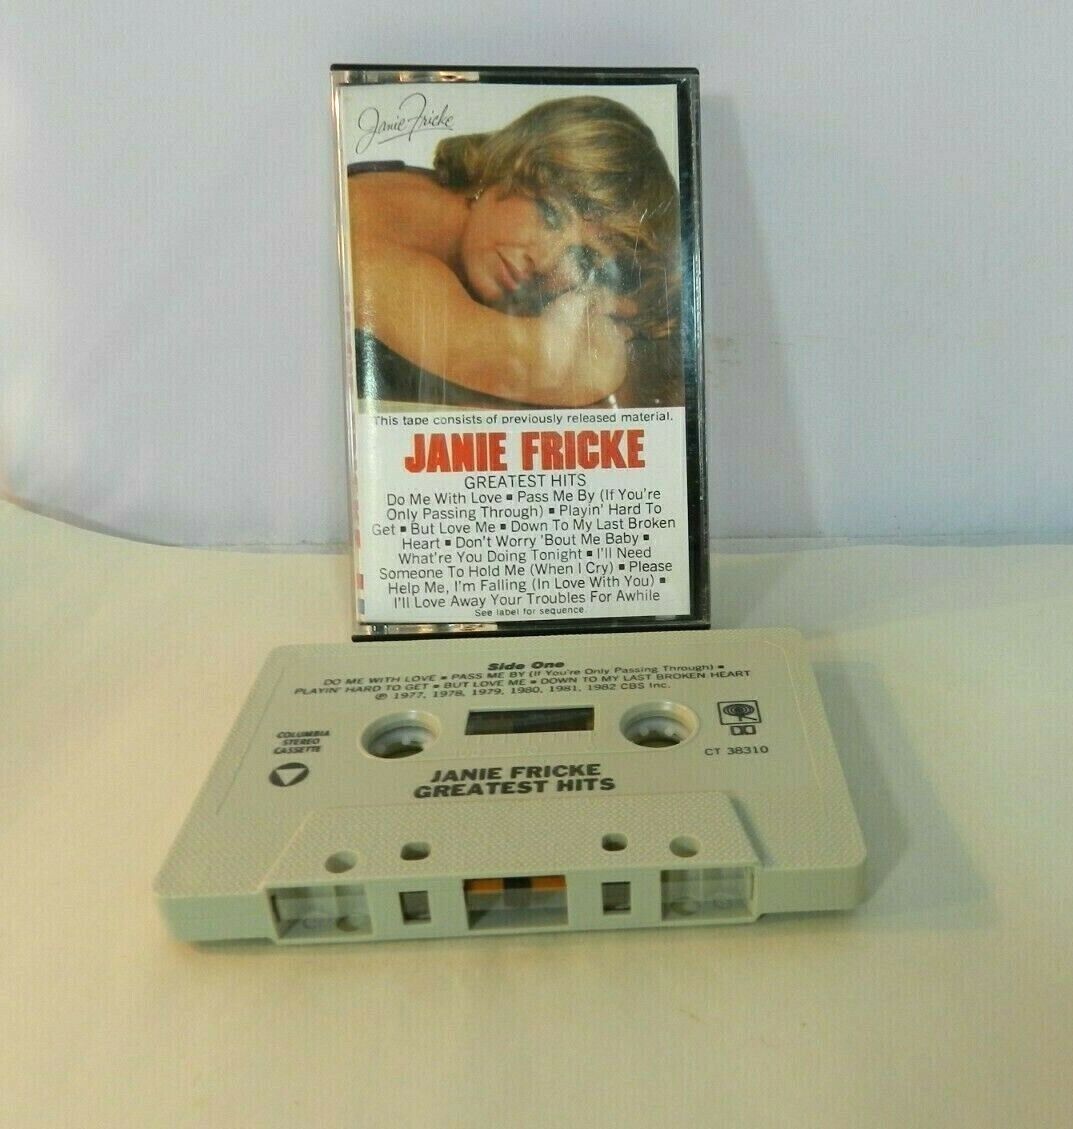 Janie Fricke
This tape consists of previously released material.
JANIE FRICKE
GREATEST HITS
Do Me With Love ▪ Pass Me By (If You're
Only Passing Through) ▪ Playin' Hard To
Get ▪ But Love Me ▪ Down To My Last Broken
Heart ▪ Don't Worry 'Bout Me Baby ▪
What're You Doing Tonight ▪ I'll Need
Someone To Hold Me (When I Cry) ▪ Please
Help Me, I'm Falling (In Love With You) ▪
I'll Love Away Your Troubles For Awhile
See label for sequence.
Side One
DO ME WITH LOVE ▪ PASS ME BY (If You're Only Passing Through) ▪
PLAYIN' HARD TO GET ▪ BUT LOVE ME ▪ DOWN TO MY LAST BROKEN HEART
℗ 1977, 1978, 1979, 1980, 1981, 1982 CBS Inc.
COLUMBIA
STEREO
CASSETTE
CT 38310
JANIE FRICKE
GREATEST HITS